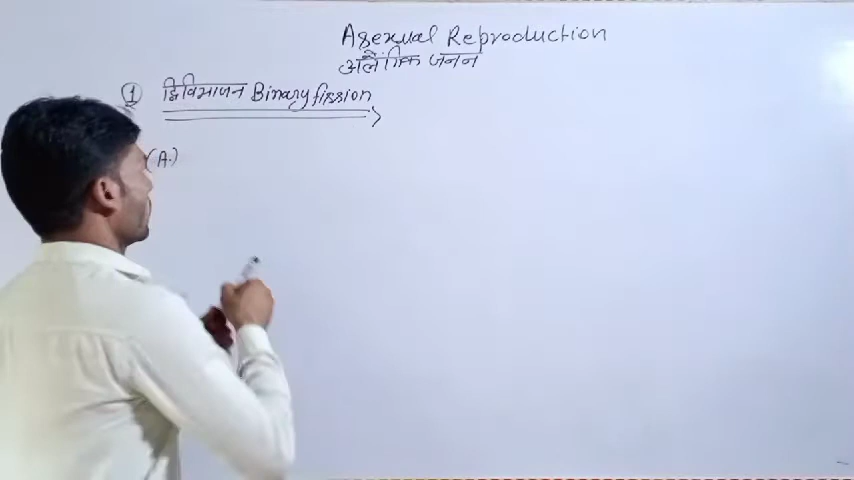 Asexual Reproduction
अलैंगिक जनन
① द्विविभाजन Binary fission
(A.)